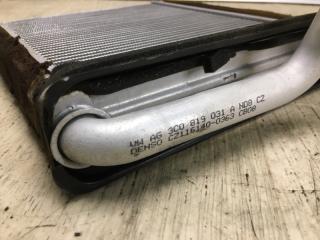 VW AG 3C0 819 031 A ND8 CZ
DENSO CZ116140-0363 C808